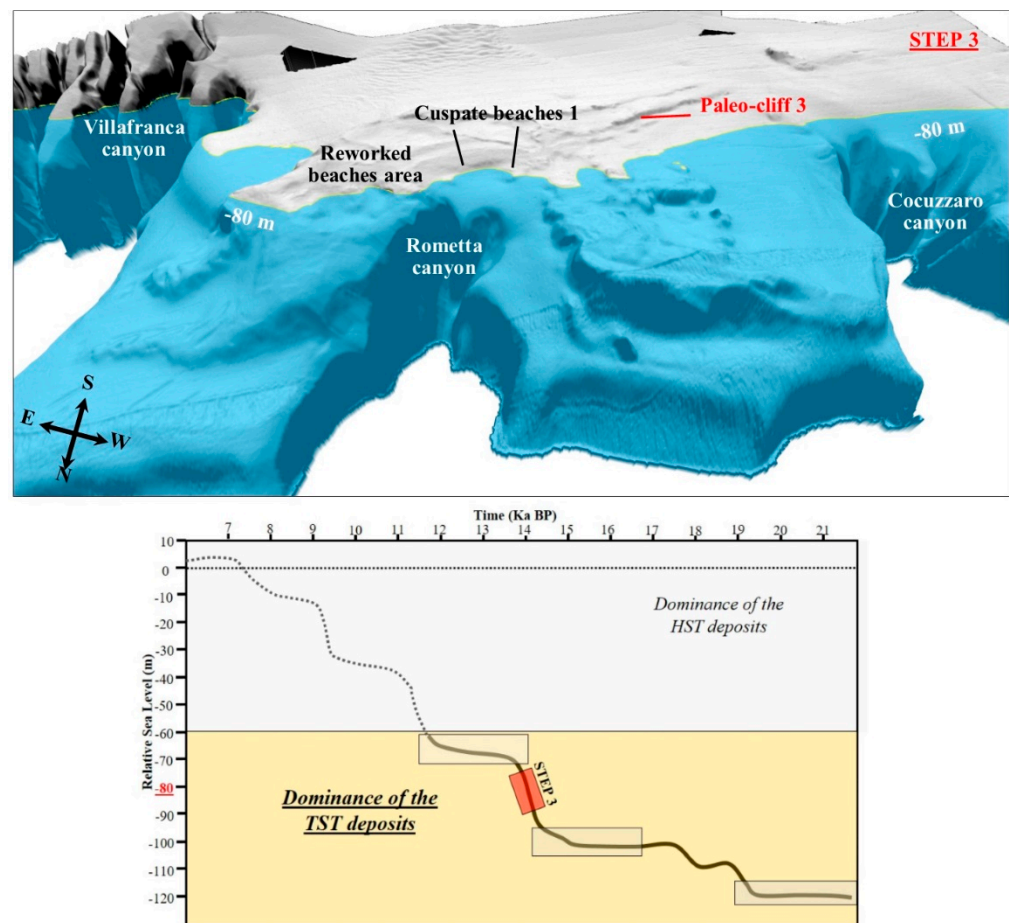 STEP 3
Cuspate beaches 1
Paleo-cliff 3
Villafranca
canyon
Reworked
beaches area
-80 m
-80 m
Rometta
canyon
Cocuzzaro
canyon
S
E
W
N
Time (Ka BP)
7 8 9 10 11 12 13 14 15 16 17 18 19 20 21
Relative Sea Level (m)
10
0
-10
-20
-30
-40
-50
-60
-70
-80
-90
-100
-110
-120
Dominance of the
HST deposits
STEP 3
Dominance of the
TST deposits